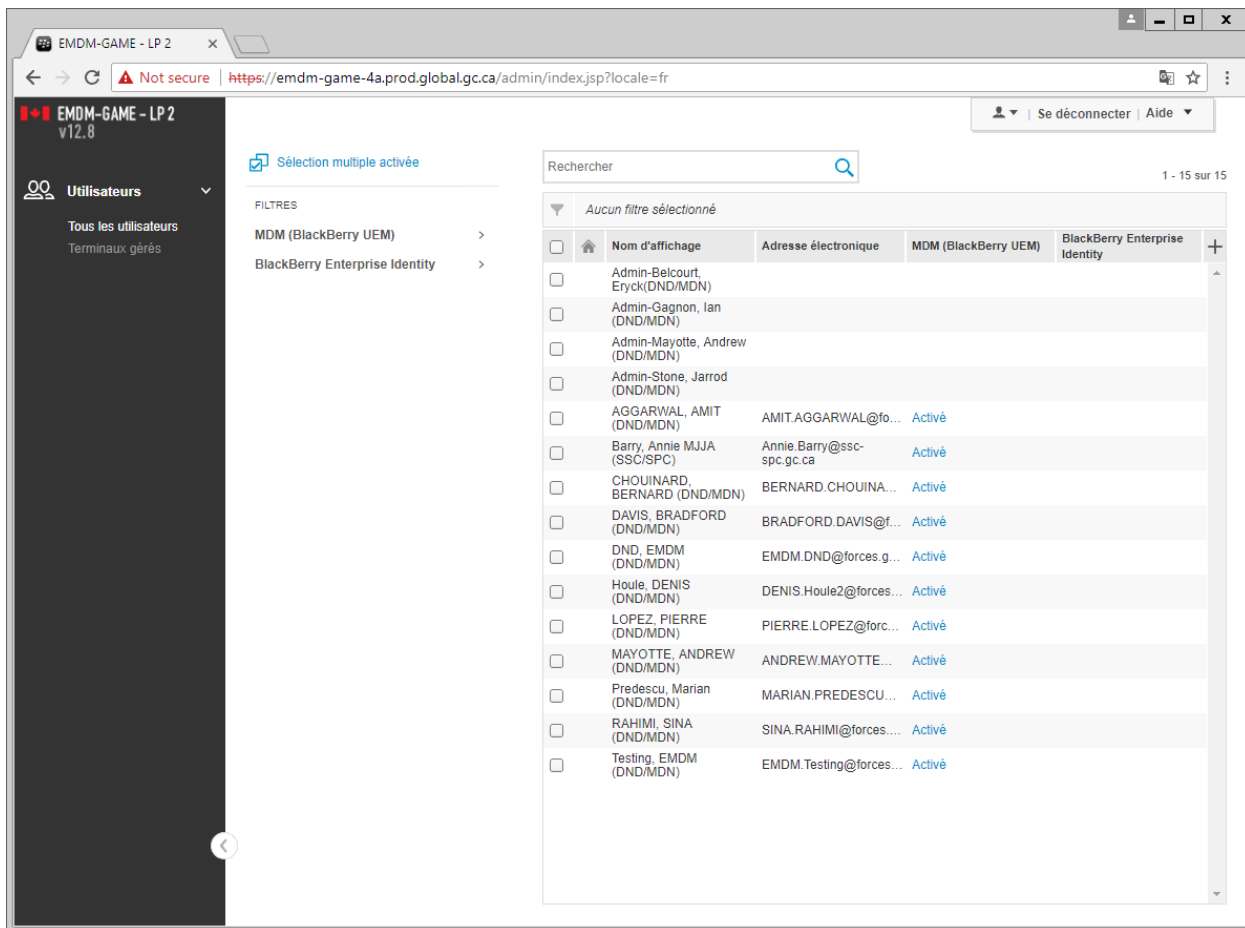 EMDM-GAME - LP 2
Not secure | https://emdm-game-4a.prod.global.gc.ca/admin/index.jsp?locale=fr
EMDM-GAME – LP 2
v12.8
Se déconnecter | Aide
Utilisateurs
Tous les utilisateurs
Terminaux gérés
Sélection multiple activée
FILTRES
MDM (BlackBerry UEM)
BlackBerry Enterprise Identity
Rechercher
1 - 15 sur 15
Aucun filtre sélectionné
Nom d'affichage Adresse électronique MDM (BlackBerry UEM) BlackBerry Enterprise
Identity
Admin-Belcourt,
Eryck(DND/MDN)
Admin-Gagnon, Ian
(DND/MDN)
Admin-Mayotte, Andrew
(DND/MDN)
Admin-Stone, Jarrod
(DND/MDN)
AGGARWAL, AMIT
(DND/MDN) AMIT.AGGARWAL@fo... Activé
Barry, Annie MJJA
(SSC/SPC) Annie.Barry@ssc-
spc.gc.ca Activé
CHOUINARD,
BERNARD (DND/MDN) BERNARD.CHOUINA... Activé
DAVIS, BRADFORD
(DND/MDN) BRADFORD.DAVIS@f... Activé
DND, EMDM
(DND/MDN) EMDM.DND@forces.g... Activé
Houle, DENIS
(DND/MDN) DENIS.Houle2@forces... Activé
LOPEZ, PIERRE
(DND/MDN) PIERRE.LOPEZ@forc... Activé
MAYOTTE, ANDREW
(DND/MDN) ANDREW.MAYOTTE... Activé
Predescu, Marian
(DND/MDN) MARIAN.PREDESCU... Activé
RAHIMI, SINA
(DND/MDN) SINA.RAHIMI@forces.... Activé
Testing, EMDM
(DND/MDN) EMDM.Testing@forces... Activé